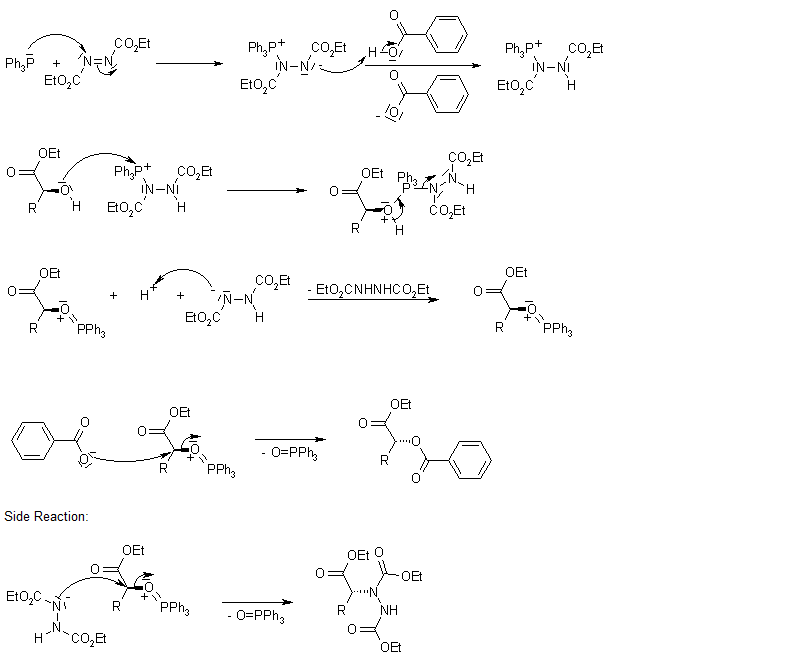 Ph3P + N=N CO2Et EtO2C
Ph3P+ CO2Et N–N - EtO2C
H–O O
O - O
Ph3P+ CO2Et N–N EtO2C H
OEt O R O H
Ph3P+ CO2Et N–N EtO2C H
OEt O R O + H Ph3 P N CO2Et N H CO2Et
OEt O R O + PPh3 + H+ + - N–N CO2Et EtO2C H
- EtO2CNHNHCO2Et
OEt O R O + PPh3
O O -
OEt O R O + PPh3
- O=PPh3
OEt O R O O
Side Reaction:
EtO2C N - H N CO2Et
OEt O R O + PPh3
- O=PPh3
OEt O R N O OEt NH O OEt